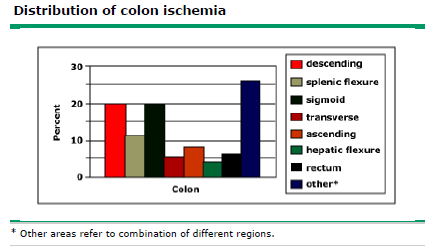 Distribution of colon ischemia
30
20
10
0
Percent
Colon
descending
splenic flexure
sigmoid
transverse
ascending
hepatic flexure
rectum
other*
* Other areas refer to combination of different regions.